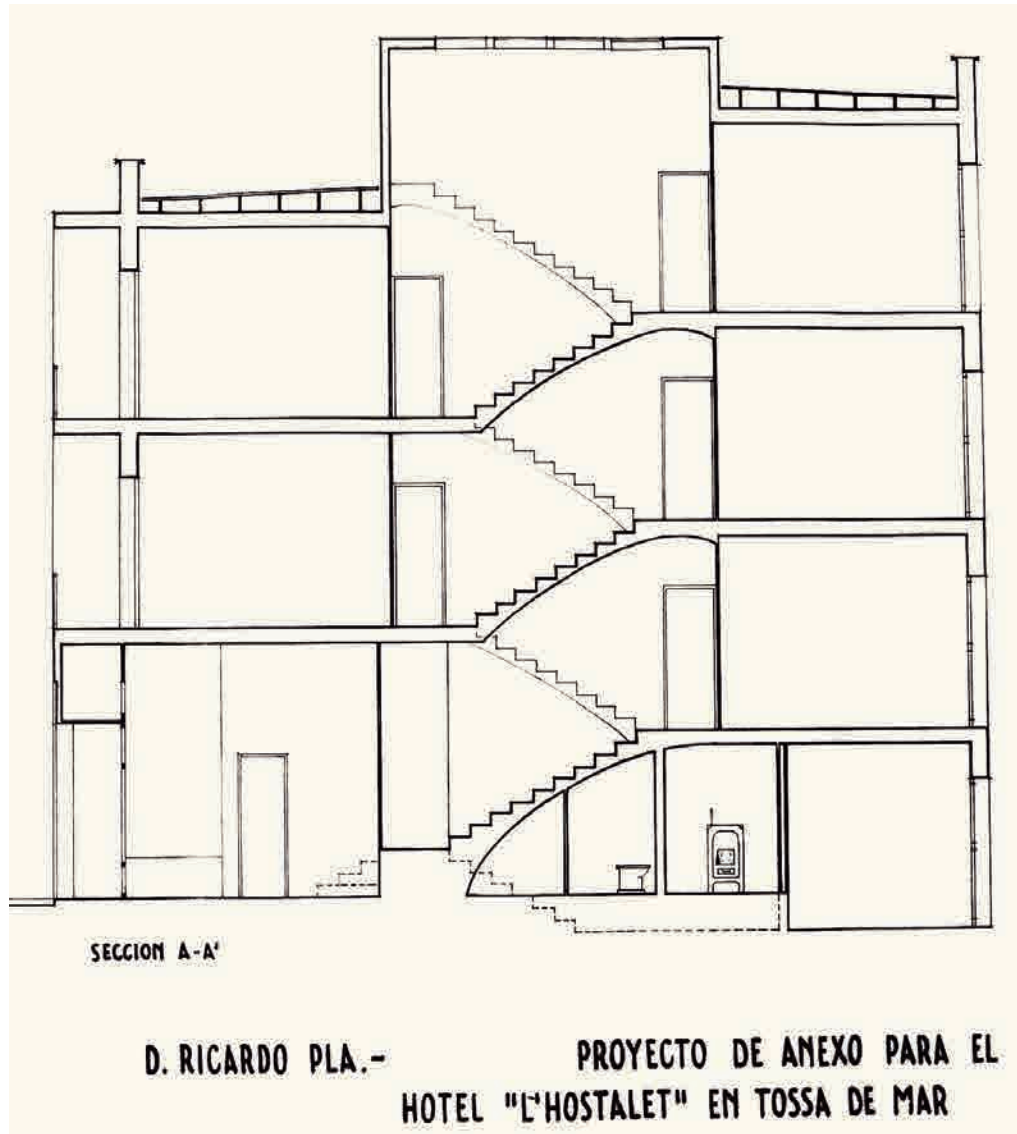 SECCION A-A'
D. RICARDO PLA.- PROYECTO DE ANEXO PARA EL
HOTEL "L'HOSTALET" EN TOSSA DE MAR